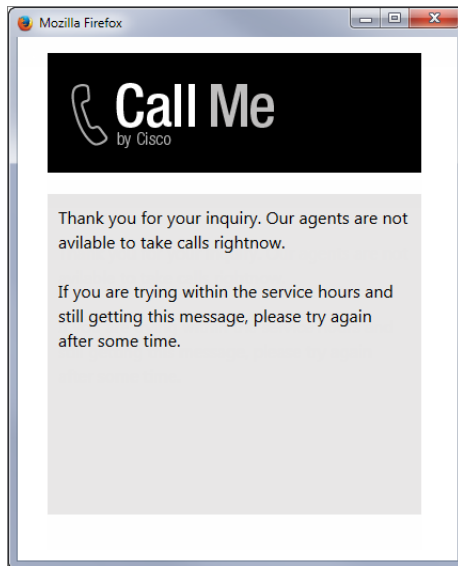 Mozilla Firefox
Call Me
by Cisco
Thank you for your inquiry. Our agents are not
avilable to take calls rightnow.
If you are trying within the service hours and
still getting this message, please try again
after some time.